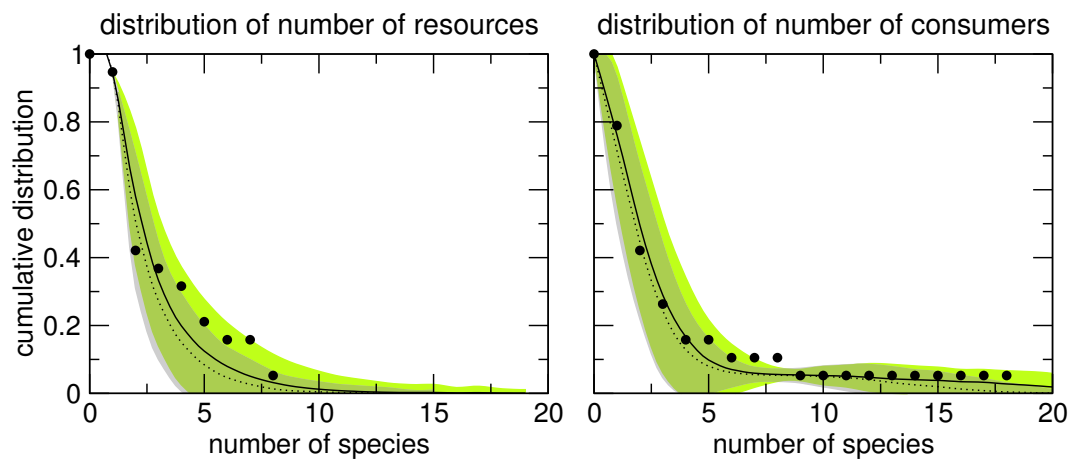 distribution of number of resources
distribution of number of consumers
cumulative distribution
1
0.8
0.6
0.4
0.2
0
0 5 10 15 20
0 5 10 15 20
number of species
number of species